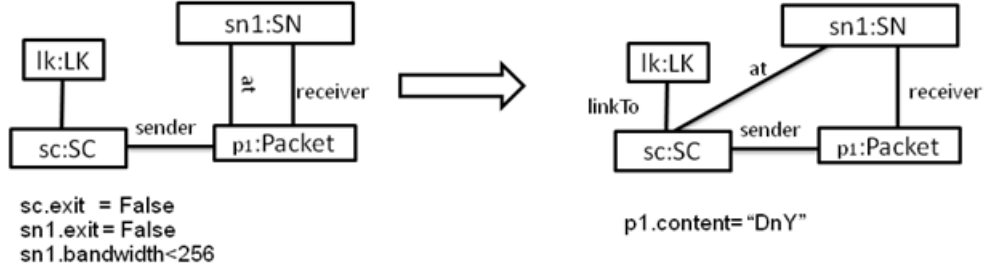 sn1:SN
lk:LK
at
receiver
sender
sc:SC
p1:Packet
sc.exit = False
sn1.exit= False
sn1.bandwidth<256
sn1:SN
lk:LK
at
linkTo
receiver
sender
sc:SC
p1:Packet
p1.content= “DnY”